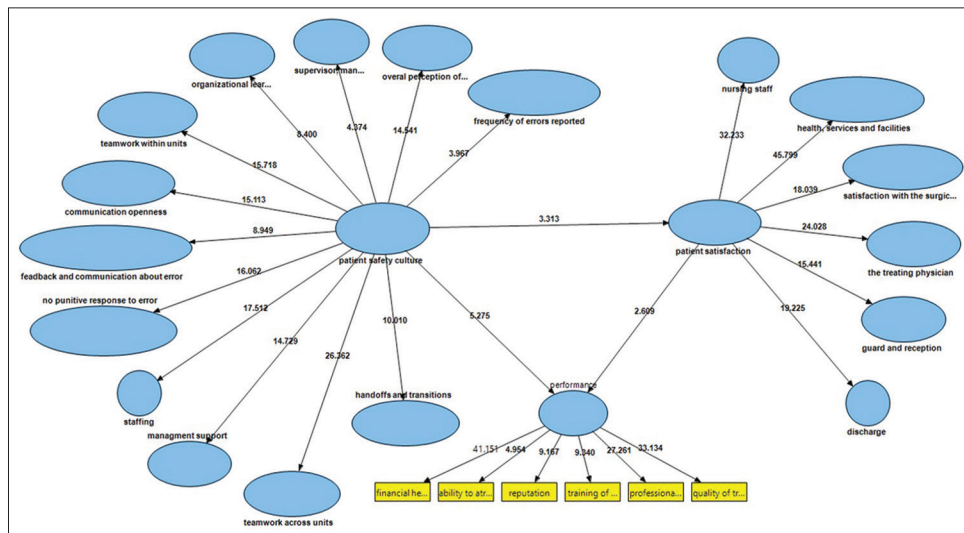 organizational lear...
supervisor/man...
overal perception of...
frequency of errors reported
nursing staff
health, services and facilities
teamwork within units
8.400
4.374
14.541
3.967
32.233
45.799
15.718
communication openness
15.113
18.039
satisfaction with the surgic...
8.949
3.313
24.028
feadback and communication about error
patient safety culture
patient satisfaction
the treating physician
16.062
15.441
no punitive response to error
17.512
10.010
5.275
2.609
19.225
14.729
26.362
guard and reception
performance
handoffs and transitions
staffing
discharge
managment support
41.151
4.954
9.167
9.340
27.261
33.134
financial he...
ability to atr...
reputation
training of ...
professiona...
quality of tr...
teamwork across units